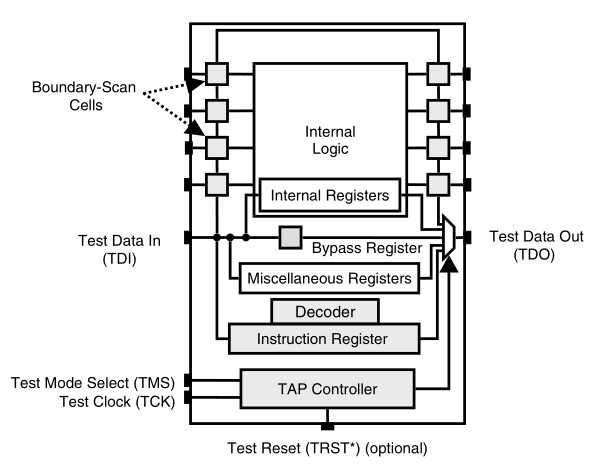 Boundary-Scan
Cells
Internal
Logic
Internal Registers
Test Data In
(TDI)
Bypass Register
Test Data Out
(TDO)
Miscellaneous Registers
Decoder
Instruction Register
Test Mode Select (TMS)
Test Clock (TCK)
TAP Controller
Test Reset (TRST*) (optional)